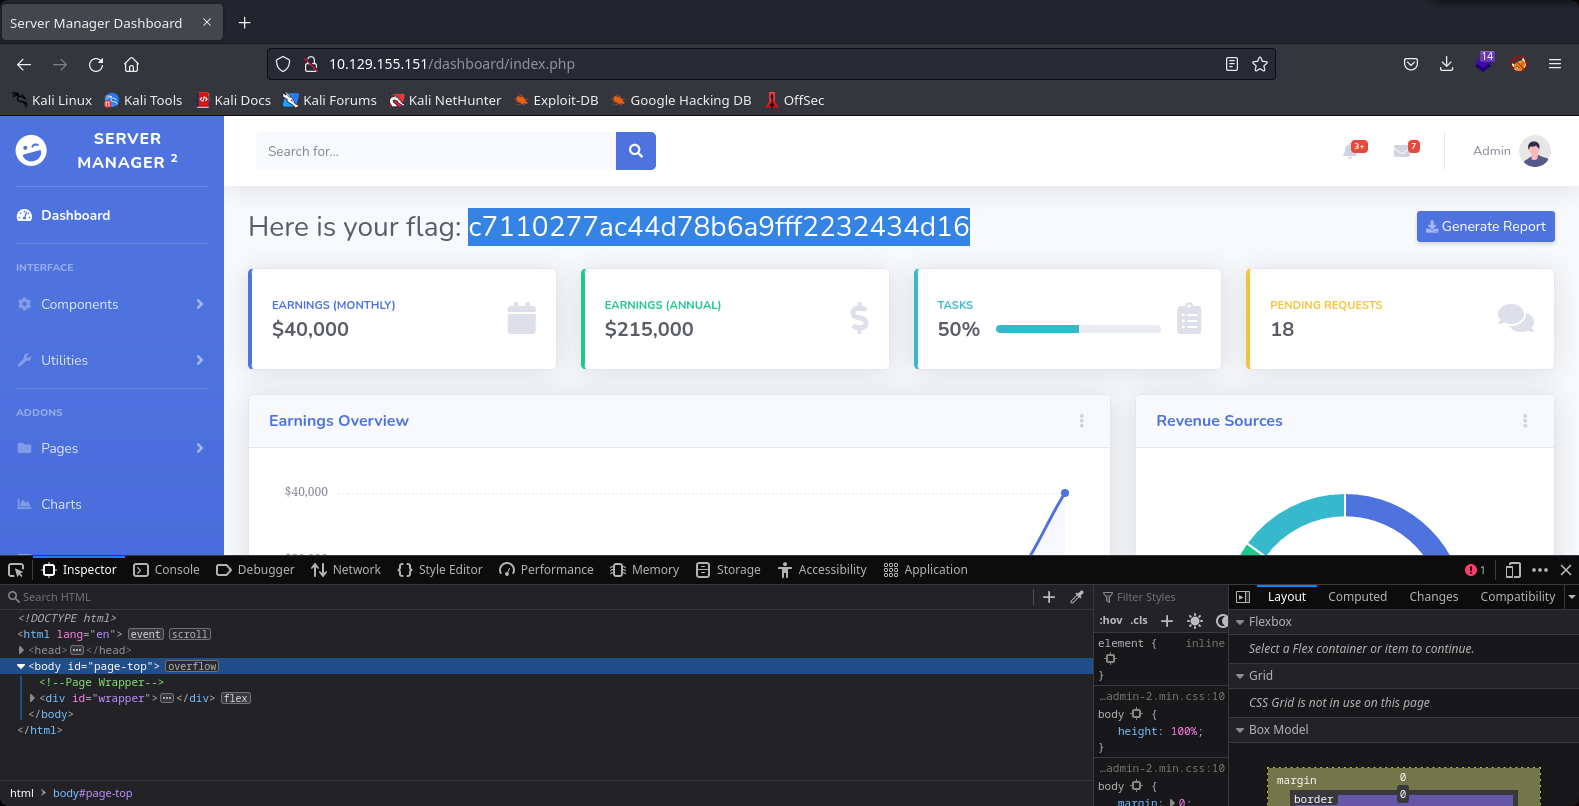 Server Manager Dashboard
10.129.155.151/dashboard/index.php
14
Kali Linux Kali Tools Kali Docs Kali Forums Kali NetHunter Exploit-DB Google Hacking DB OffSec
SERVER
MANAGER 2
Search for...
3+
7
Admin
Dashboard
Here is your flag: c7110277ac44d78b6a9fff2232434d16
Generate Report
INTERFACE
Components
Utilities
ADDONS
Pages
Charts
EARNINGS (MONTHLY)
$40,000
EARNINGS (ANNUAL)
$215,000
TASKS
50%
PENDING REQUESTS
18
Earnings Overview
$40,000
Revenue Sources
Inspector Console Debugger Network Style Editor Performance Memory Storage Accessibility Application
1
Search HTML
<!DOCTYPE html>
<html lang="en"> event scroll
<head> ••• </head>
<body id="page-top"> overflow
<!--Page Wrapper-->
<div id="wrapper"> ••• </div> flex
</body>
</html>
html > body#page-top
Filter Styles
:hov .cls
element { inline
}
…admin-2.min.css:10
body {
height: 100%;
}
…admin-2.min.css:10
body {
margin: 0;
Layout Computed Changes Compatibility
Flexbox
Select a Flex container or item to continue.
Grid
CSS Grid is not in use on this page
Box Model
margin 0
border 0